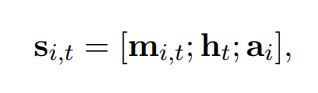 s_{i,t} = [m_{i,t}; h_t; a_i],